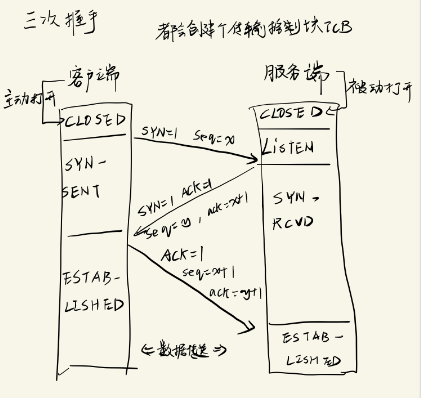 三次握手
都会创建个传输控制块TCB
客户端
服务端
主动打开
被动打开
CLOSED
CLOSED
SYN=1 seq=x
LISTEN
SYN-
SENT
SYN=1 ACK=1
seq=y, ack=x+1
SYN-
RCVD
ACK=1
seq=x+1
ack=y+1
ESTAB-
LISHED
ESTAB-
LISHED
<=数据传送=>